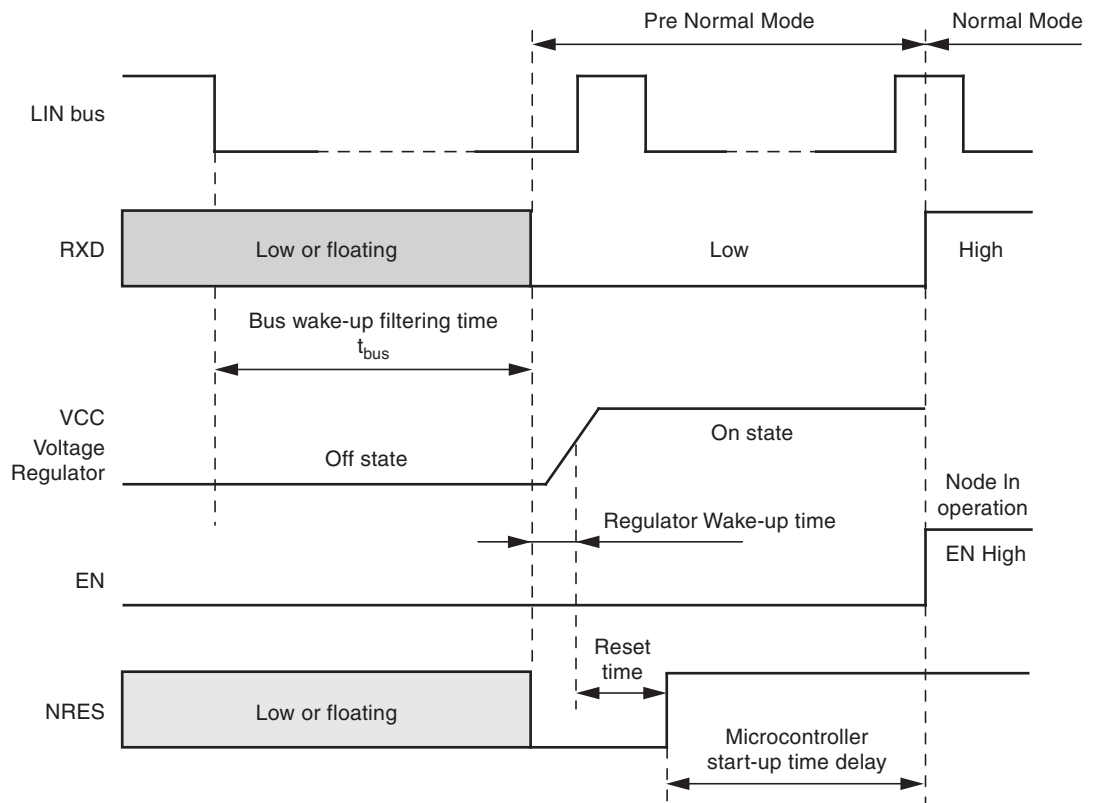 Pre Normal Mode
Normal Mode
LIN bus
RXD
Low or floating
Low
High
Bus wake-up filtering time
tbus
VCC
Voltage
Regulator
Off state
On state
Node In
operation
Regulator Wake-up time
EN
EN High
Reset
time
NRES
Low or floating
Microcontroller
start-up time delay